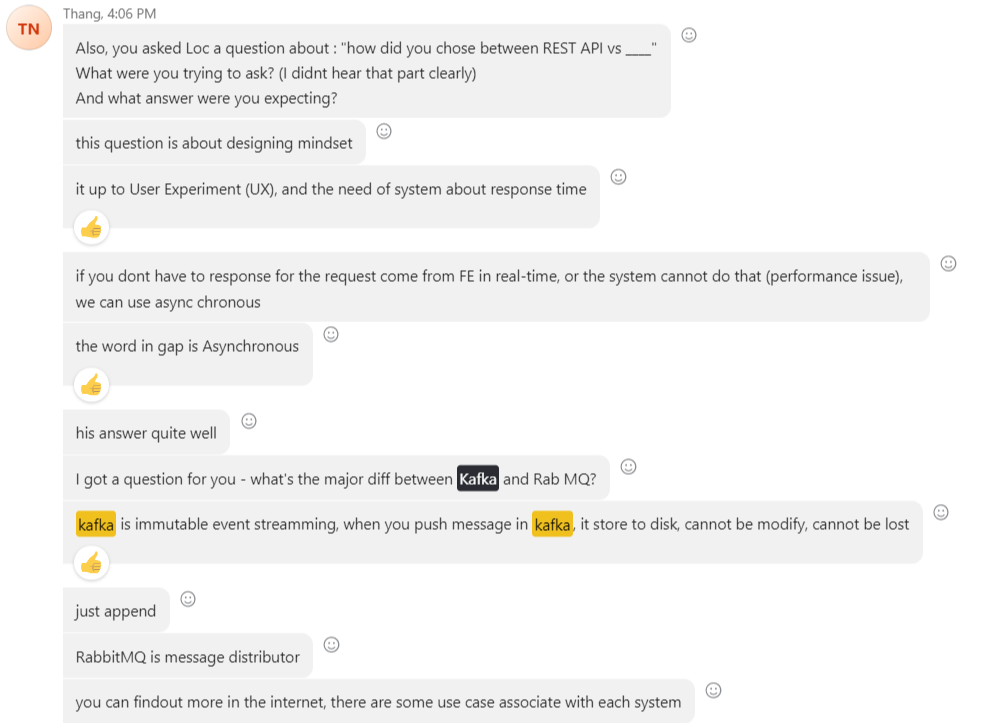 TN
Thang, 4:06 PM
Also, you asked Loc a question about : "how did you chose between REST API vs ____"
What were you trying to ask? (I didnt hear that part clearly)
And what answer were you expecting?
this question is about designing mindset
it up to User Experiment (UX), and the need of system about response time
if you dont have to response for the request come from FE in real-time, or the system cannot do that (performance issue),
we can use async chronous
the word in gap is Asynchronous
his answer quite well
I got a question for you - what's the major diff between Kafka and Rab MQ?
kafka is immutable event streamming, when you push message in kafka, it store to disk, cannot be modify, cannot be lost
just append
RabbitMQ is message distributor
you can findout more in the internet, there are some use case associate with each system